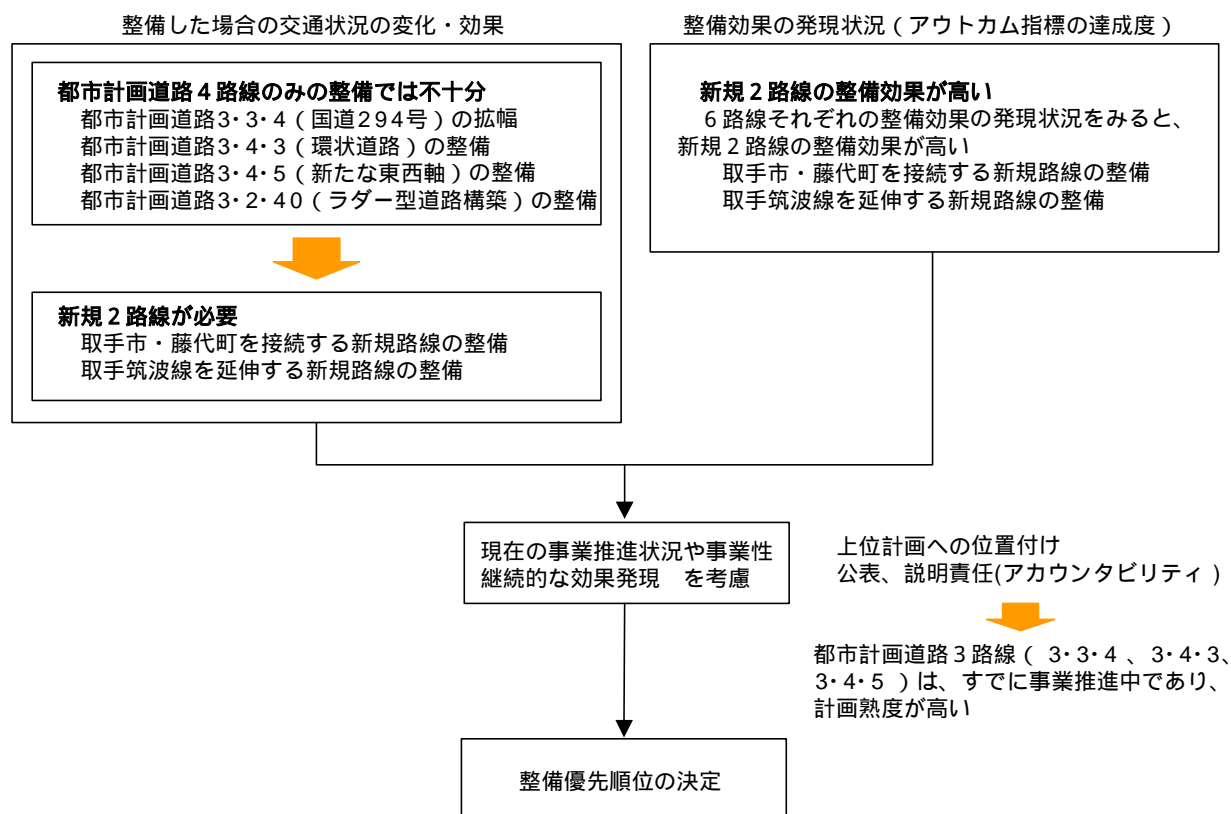 整備した場合の交通状況の変化・効果
都市計画道路４路線のみの整備では不十分
都市計画道路3・3・4（国道294号）の拡幅
都市計画道路3・4・3（環状道路）の整備
都市計画道路3・4・5（新たな東西軸）の整備
都市計画道路3・2・40（ラダー型道路構築）の整備
新規２路線が必要
取手市・藤代町を接続する新規路線の整備
取手筑波線を延伸する新規路線の整備
整備効果の発現状況（アウトカム指標の達成度）
新規２路線の整備効果が高い
６路線それぞれの整備効果の発現状況をみると、
新規２路線の整備効果が高い
取手市・藤代町を接続する新規路線の整備
取手筑波線を延伸する新規路線の整備
現在の事業推進状況や事業性
継続的な効果発現　を考慮
上位計画への位置付け
公表、説明責任(アカウンタビリティ）
都市計画道路３路線（ 3・3・4 、3・4・3、
3・4・5 ）は、すでに事業推進中であり、
計画熟度が高い
整備優先順位の決定